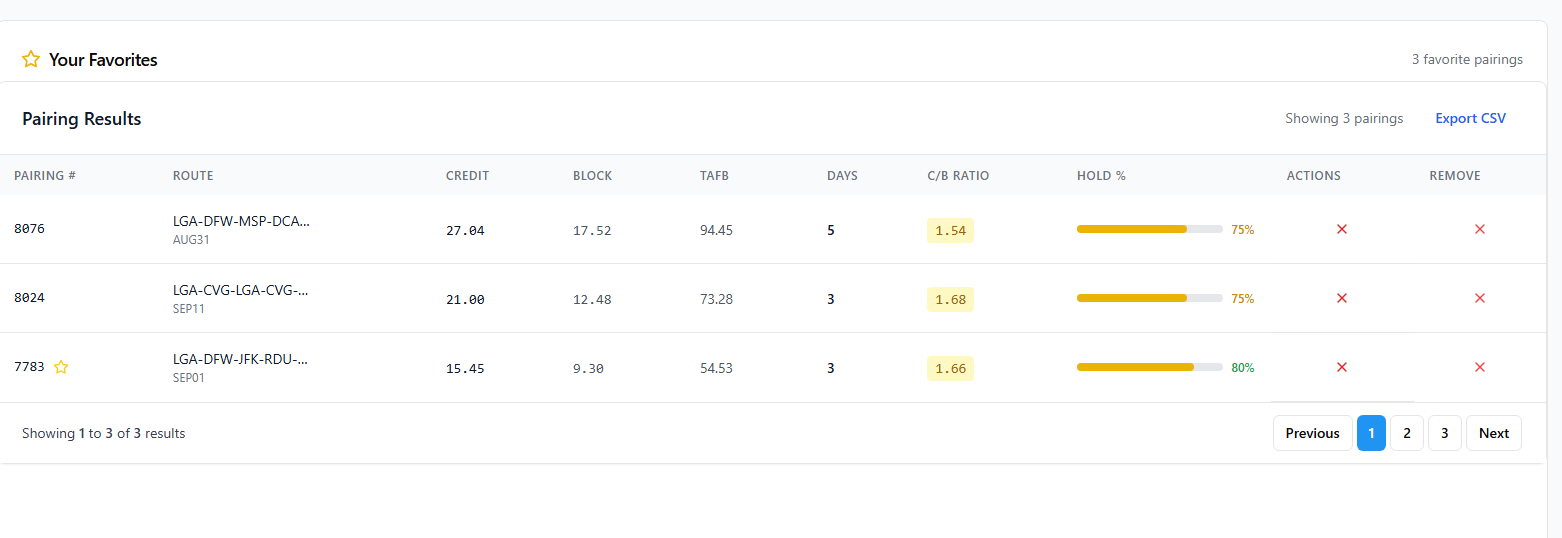 Your Favorites 3 favorite pairings
Pairing Results Showing 3 pairings Export CSV
PAIRING # ROUTE CREDIT BLOCK TAFB DAYS C/B RATIO HOLD % ACTIONS REMOVE
8076 LGA-DFW-MSP-DCA... 27.04 17.52 94.45 5 1.54 75%
AUG31
8024 LGA-CVG-LGA-CVG-... 21.00 12.48 73.28 3 1.68 75%
SEP11
7783 LGA-DFW-JFK-RDU-... 15.45 9.30 54.53 3 1.66 80%
SEP01
Showing 1 to 3 of 3 results Previous 1 2 3 Next